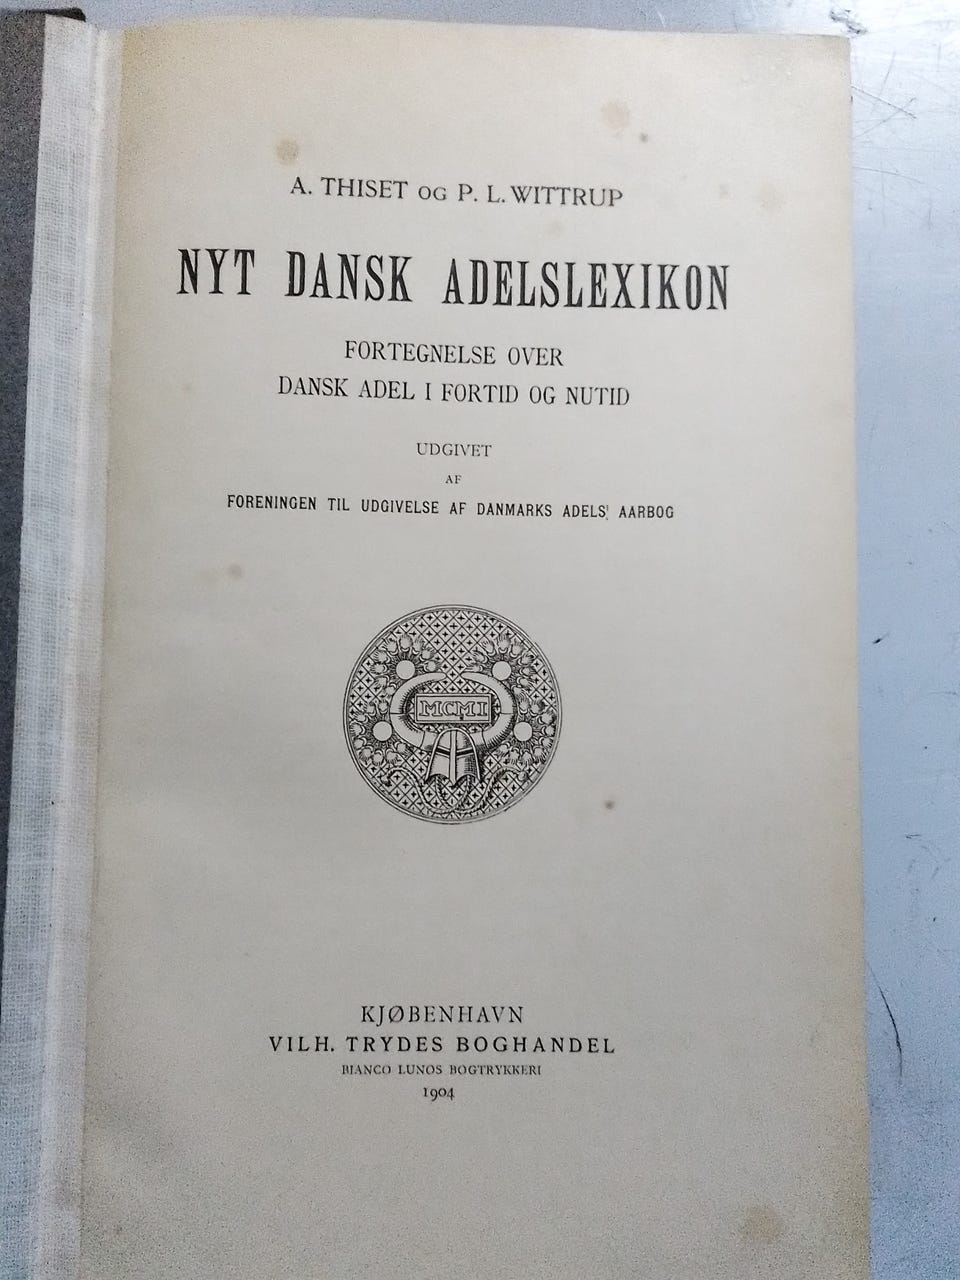 A. THISET OG P. L. WITTRUP
NYT DANSK ADELSLEXIKON
FORTEGNELSE OVER
DANSK ADEL I FORTID OG NUTID
UDGIVET
AF
FORENINGEN TIL UDGIVELSE AF DANMARKS ADELS' AARBOG
MCMI
KJØBENHAVN
VILH. TRYDES BOGHANDEL
BIANCO LUNOS BOGTRYKKERI
1904